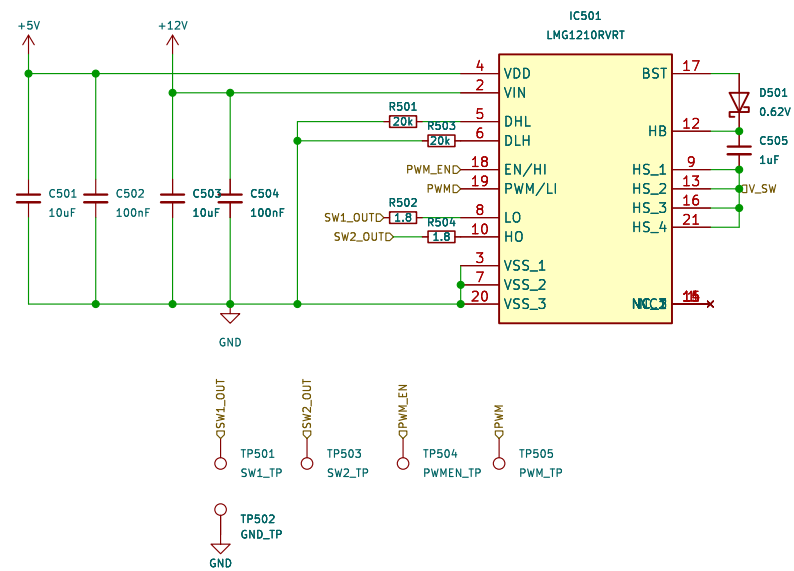 IC501
LMG1210RVRT
+5V
+12V
4 VDD
2 VIN
5 DHL
6 DLH
18 EN/HI
19 PWM/LI
8 LO
10 HO
3 VSS_1
7 VSS_2
20 VSS_3
BST 17
HB 12
HS_1 9
HS_2 13
HS_3 16
HS_4 21
R501
20k
R503
20k
PWM_EN
PWM
R502
SW1_OUT
1.8
R504
SW2_OUT
1.8
D501
0.62V
C505
1uF
V_SW
C501
10uF
C502
100nF
C503
10uF
C504
100nF
GND
SW1_OUT
SW2_OUT
PWM_EN
PWM
TP501
SW1_TP
TP503
SW2_TP
TP504
PWMEN_TP
TP505
PWM_TP
TP502
GND_TP
GND